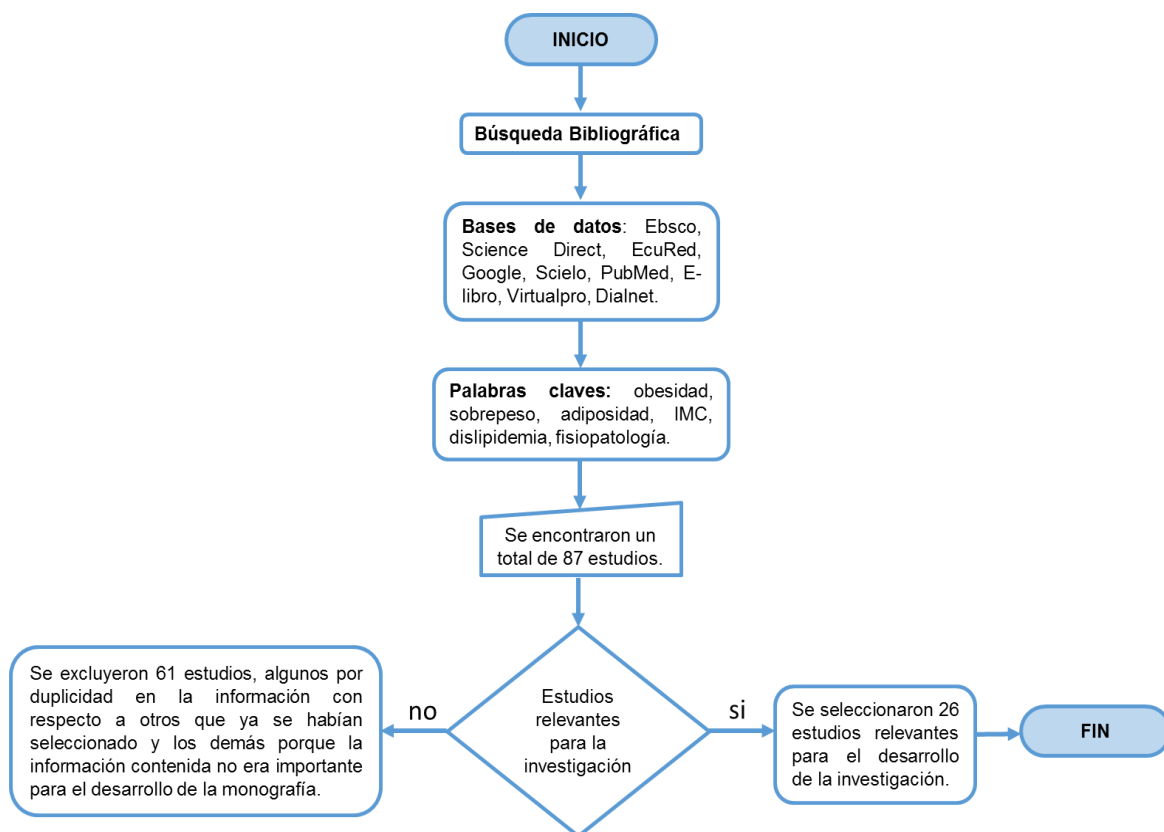 INICIO
Búsqueda Bibliográfica
Bases de datos: Ebsco,
Science Direct, EcuRed,
Google, Scielo, PubMed, E-
libro, Virtualpro, Dialnet.
Palabras claves: obesidad,
sobrepeso, adiposidad, IMC,
dislipidemia, fisiopatología.
Se encontraron un
total de 87 estudios.
Se excluyeron 61 estudios, algunos por
duplicidad en la información con
respecto a otros que ya se habían
seleccionado y los demás porque la
información contenida no era importante
para el desarrollo de la monografía.
no
Estudios
relevantes
para la
investigación
si
Se seleccionaron 26
estudios relevantes
para el desarrollo
de la investigación.
FIN